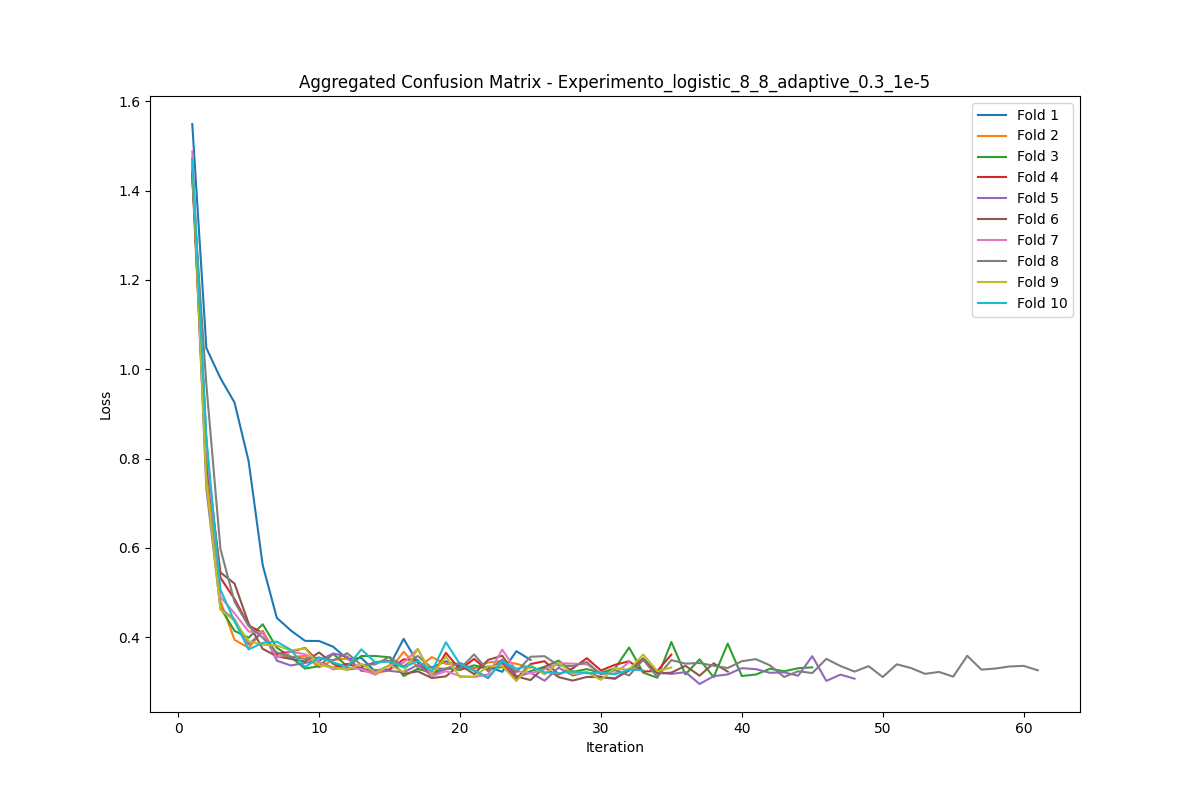 Aggregated Confusion Matrix - Experimento_logistic_8_8_adaptive_0.3_1e-5
1.6
1.4
1.2
1.0
0.8
0.6
0.4
Loss
0
10
20
30
40
50
60
Iteration
Fold 1
Fold 2
Fold 3
Fold 4
Fold 5
Fold 6
Fold 7
Fold 8
Fold 9
Fold 10